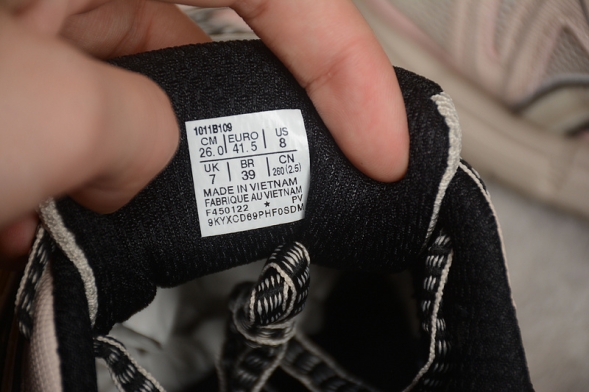 1011B109
CM EURO US
26.0 41.5 8
UK BR CN
7 39 260(2.5)
MADE IN VIETNAM
FABRIQUE AU VIETNAM
F450122 ★ PV
9KYXCD69PHF0SDM